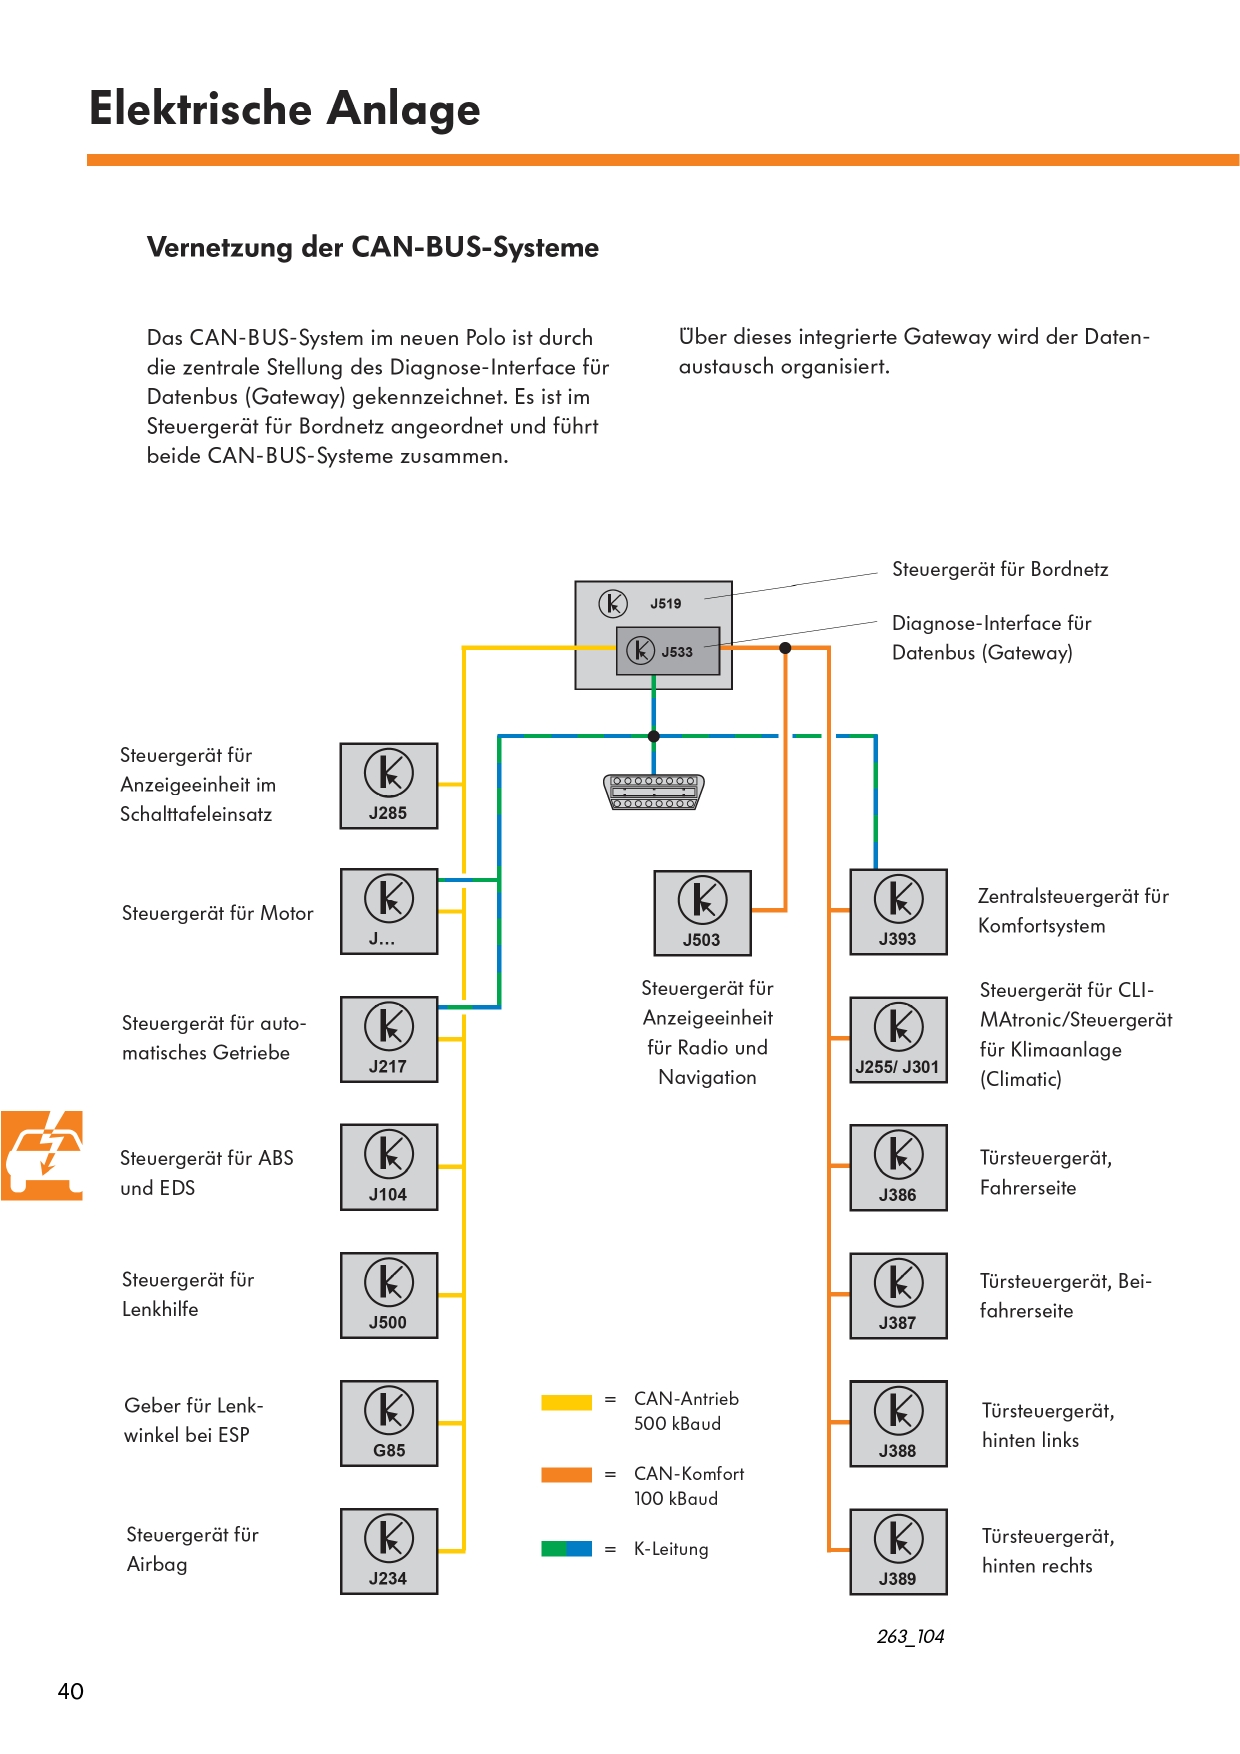 Elektrische Anlage
Vernetzung der CAN-BUS-Systeme
Das CAN-BUS-System im neuen Polo ist durch
die zentrale Stellung des Diagnose-Interface für
Datenbus (Gateway) gekennzeichnet. Es ist im
Steuergerät für Bordnetz angeordnet und führt
beide CAN-BUS-Systeme zusammen.
Über dieses integrierte Gateway wird der Daten-
austausch organisiert.
Steuergerät für Bordnetz
J519
Diagnose-Interface für
Datenbus (Gateway)
J533
Steuergerät für
Anzeigeeinheit im
Schalttafeleinsatz
J285
Steuergerät für Motor
J...
Steuergerät für auto-
matisches Getriebe
J217
Steuergerät für ABS
und EDS
J104
Steuergerät für
Lenkhilfe
J500
Geber für Lenk-
winkel bei ESP
G85
Steuergerät für
Airbag
J234
J503
Steuergerät für
Anzeigeeinheit
für Radio und
Navigation
J393
Zentralsteuergerät für
Komfortsystem
J255/ J301
Steuergerät für CLI-
MAtronic/Steuergerät
für Klimaanlage
(Climatic)
J386
Türsteuergerät,
Fahrerseite
J387
Türsteuergerät, Bei-
fahrerseite
J388
Türsteuergerät,
hinten links
J389
Türsteuergerät,
hinten rechts
= CAN-Antrieb
500 kBaud
= CAN-Komfort
100 kBaud
= K-Leitung
263_104
40